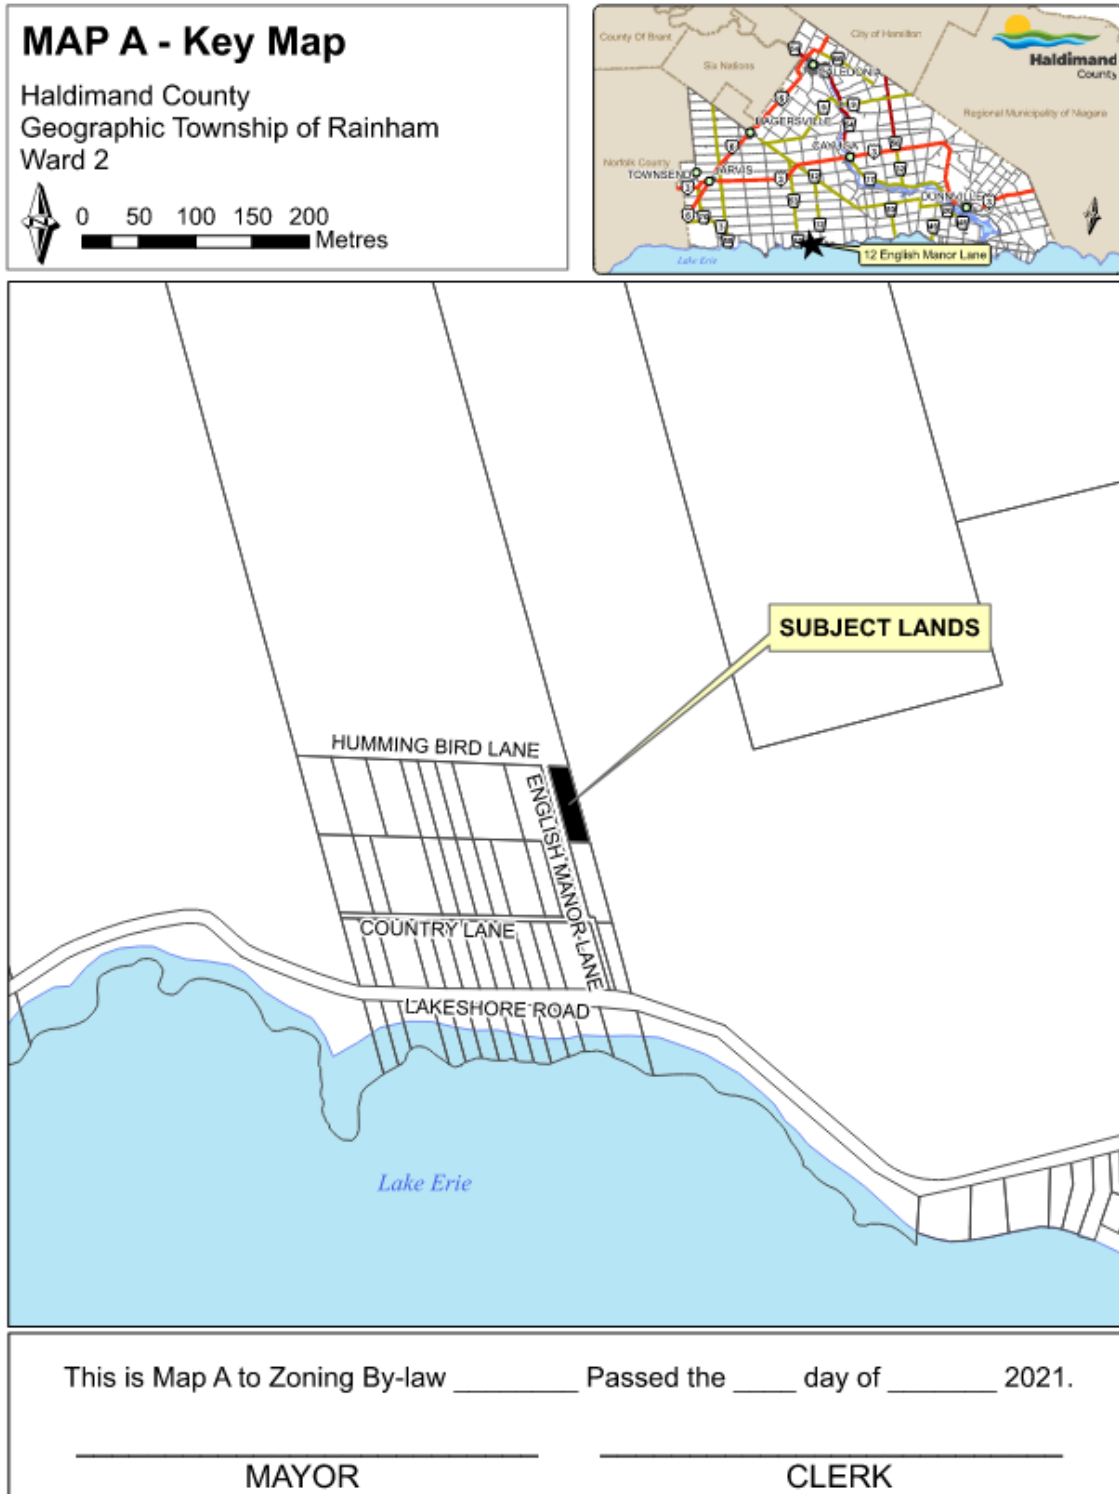 MAP A - Key Map
Haldimand County
Geographic Township of Rainham
Ward 2
0 50 100 150 200
Metres
County Of Brant
City of Hamilton
Haldimand
County
Six Nations
CALEDONIA
Regional Municipality of Niagara
HAGERSVILLE
CAYUGA
Norfolk County
TOWNSEND
JARVIS
DUNNVILLE
12 English Manor Lane
Lake Erie
SUBJECT LANDS
HUMMING BIRD LANE
ENGLISH MANOR LANE
COUNTRY LANE
LAKESHORE ROAD
Lake Erie
This is Map A to Zoning By-law ________ Passed the ____ day of _______ 2021.
MAYOR
CLERK